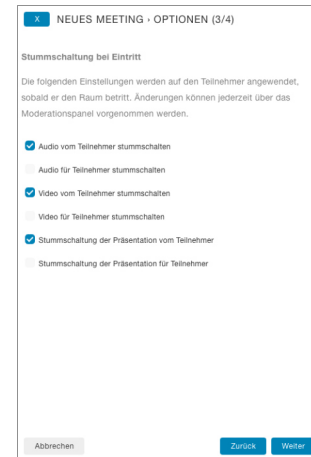 X NEUES MEETING › OPTIONEN (3/4)
Stummschaltung bei Eintritt
Die folgenden Einstellungen werden auf den Teilnehmer angewendet,
sobald er den Raum betritt. Änderungen können jederzeit über das
Moderationspanel vorgenommen werden.
Audio vom Teilnehmer stummschalten
Audio für Teilnehmer stummschalten
Video vom Teilnehmer stummschalten
Video für Teilnehmer stummschalten
Stummschaltung der Präsentation vom Teilnehmer
Stummschaltung der Präsentation für Teilnehmer
Abbrechen Zurück Weiter